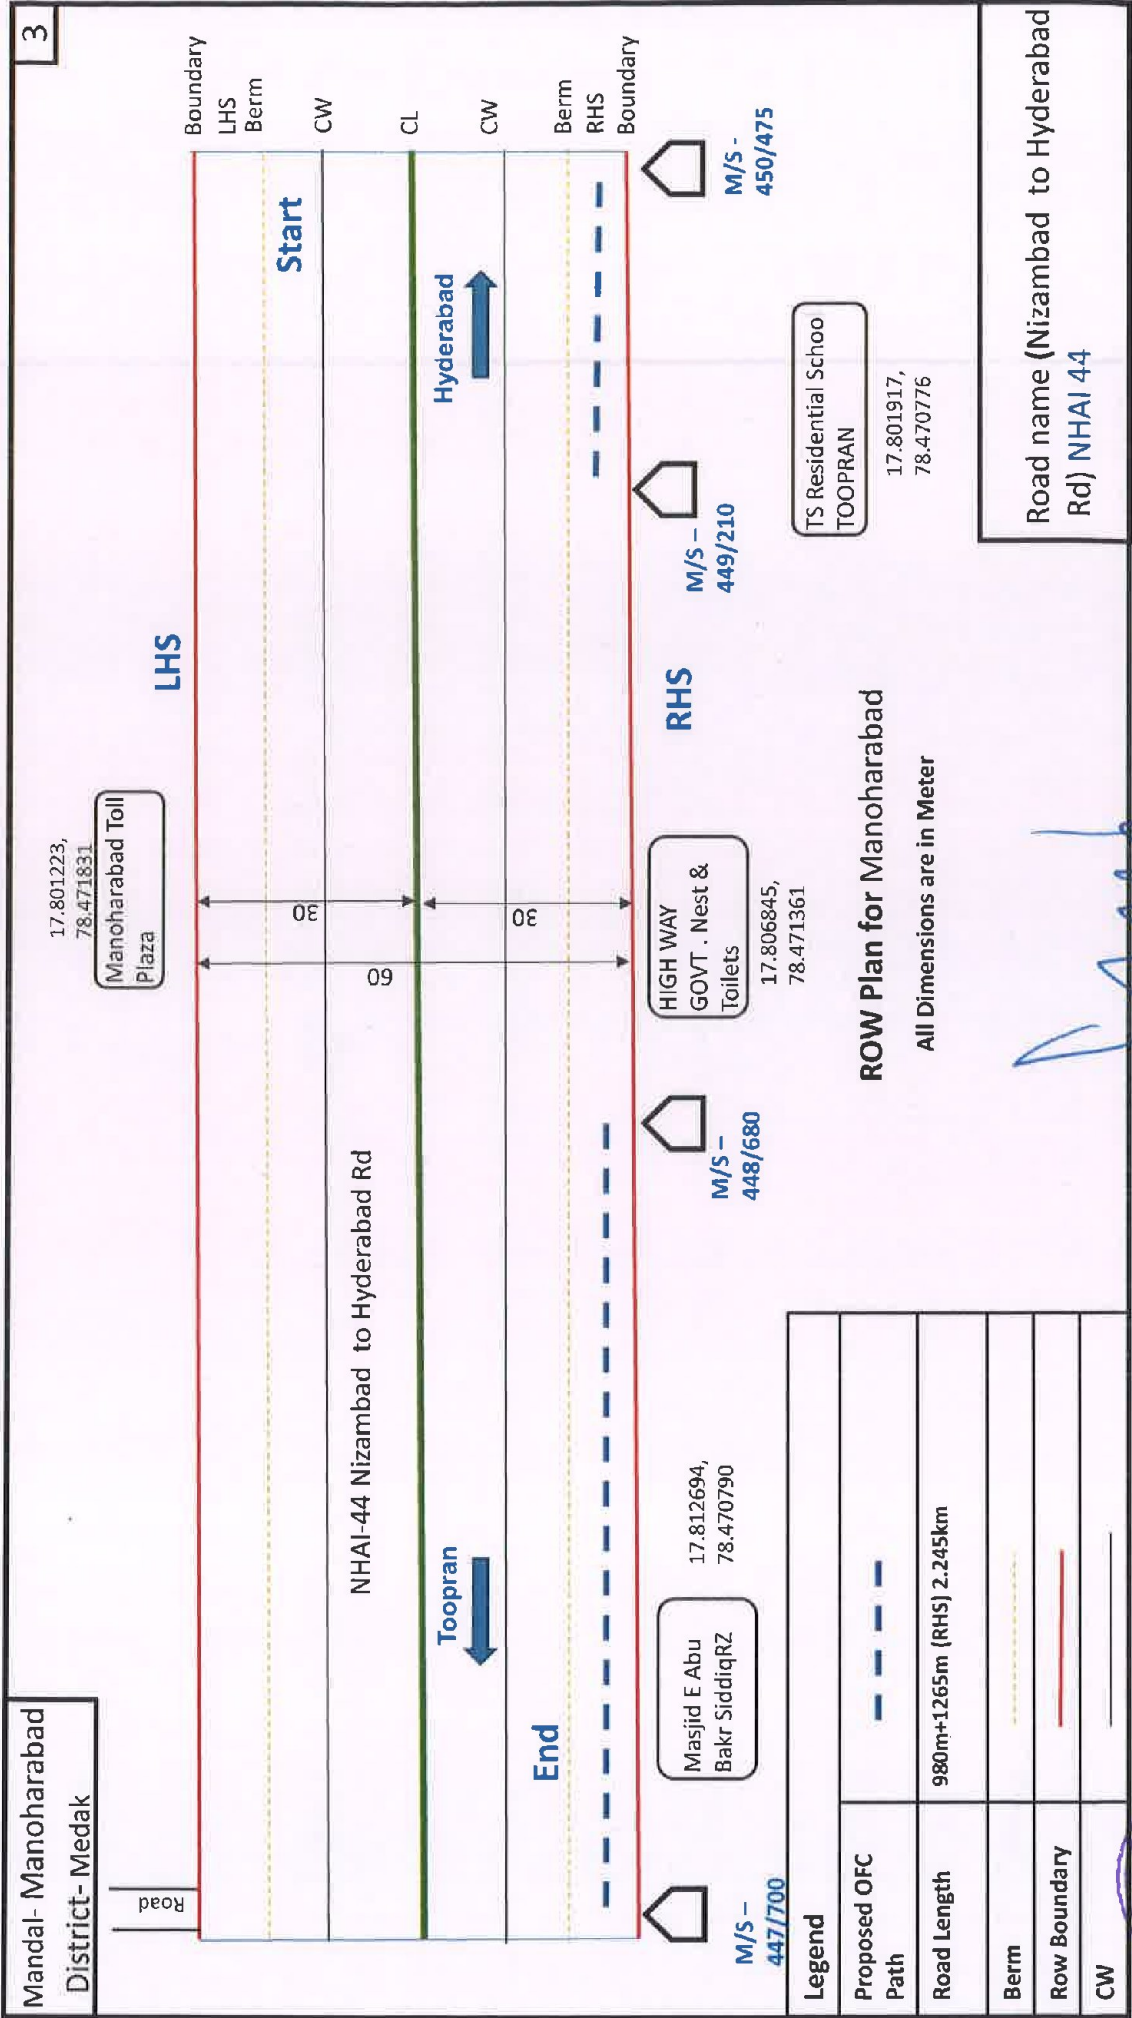 3
Mandal- Manoharabad
District- Medak
Road
17.801223,
78.471831
Manoharabad Toll
Plaza
LHS
Boundary
LHS
Berm
CW
CL
CW
Berm
RHS
Boundary
Start
NHAI-44 Nizambad to Hyderabad Rd
30
30
60
Toopran
Hyderabad
End
RHS
M/S –
447/700
Masjid E Abu
Bakr SiddiqRZ
17.812694,
78.470790
M/S –
448/680
HIGH WAY
GOVT . Nest &
Toilets
17.806845,
78.471361
M/S –
449/210
M/S -
450/475
TS Residential Schoo
TOOPRAN
17.801917,
78.470776
ROW Plan for Manoharabad
All Dimensions are in Meter
Legend
Proposed OFC
Path
Road Length
980m+1265m (RHS) 2.245km
Berm
Row Boundary
CW
Road name (Nizambad to Hyderabad
Rd) NHAI 44